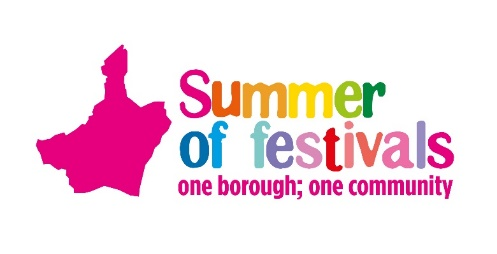 Summer
of festivals
one borough; one community